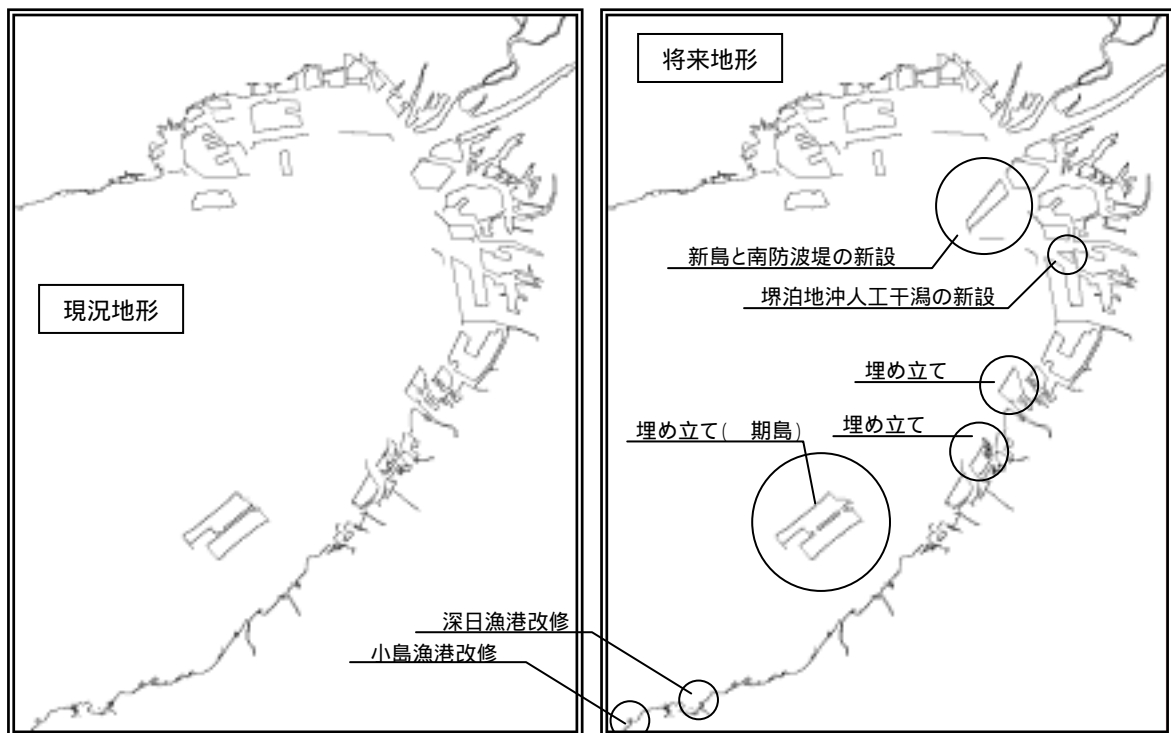 現況地形
将来地形
新島と南防波堤の新設
堺泊地沖人工干潟の新設
埋め立て
埋め立て
埋め立て( 期島)
深日漁港改修
小島漁港改修